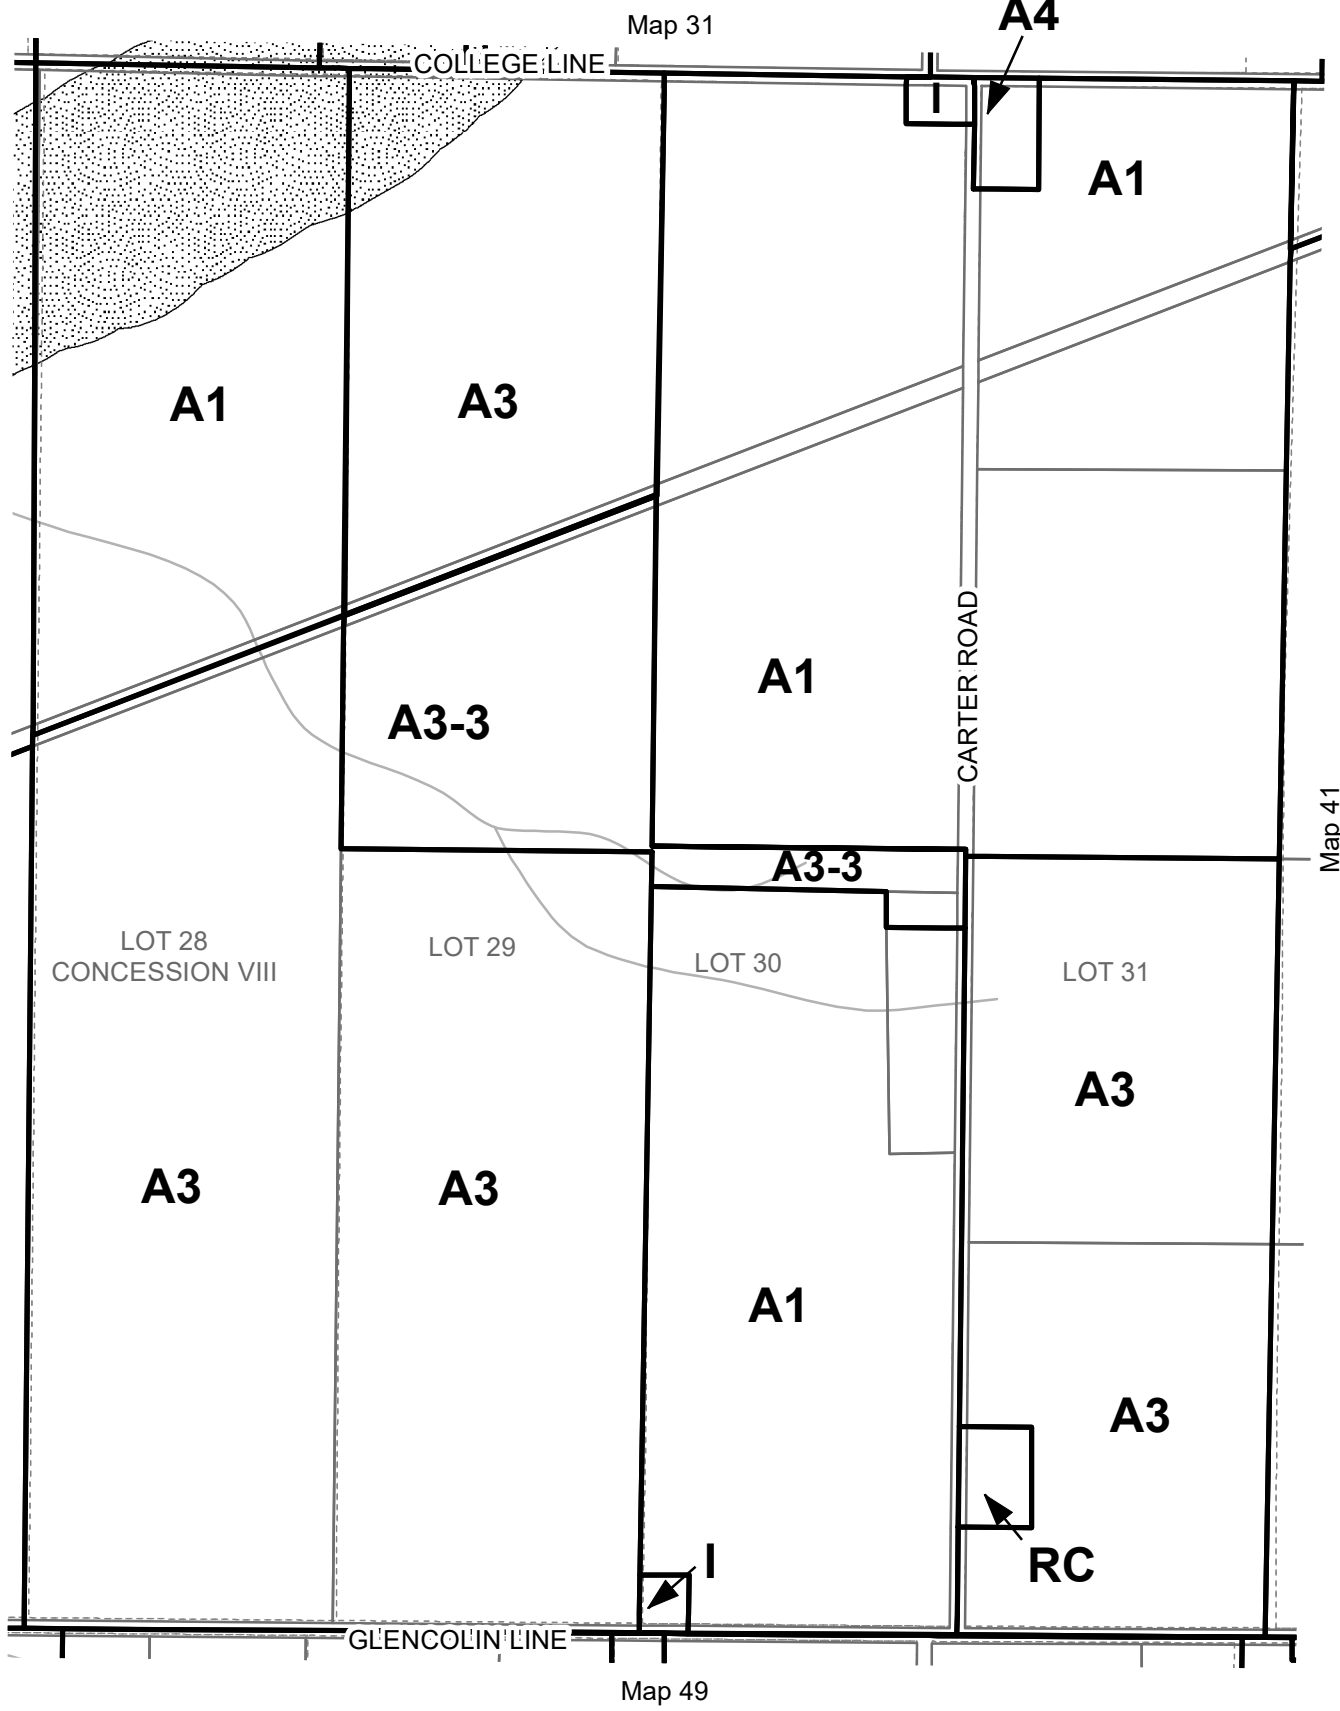 Map 31
A4
COLLEGE LINE
I
A1
A1
A3
A1
A3-3
CARTER ROAD
Map 41
A3-3
LOT 28
CONCESSION VIII
LOT 29
LOT 30
LOT 31
A3
A3
A3
A1
A3
I
RC
GLENCOLIN LINE
Map 49